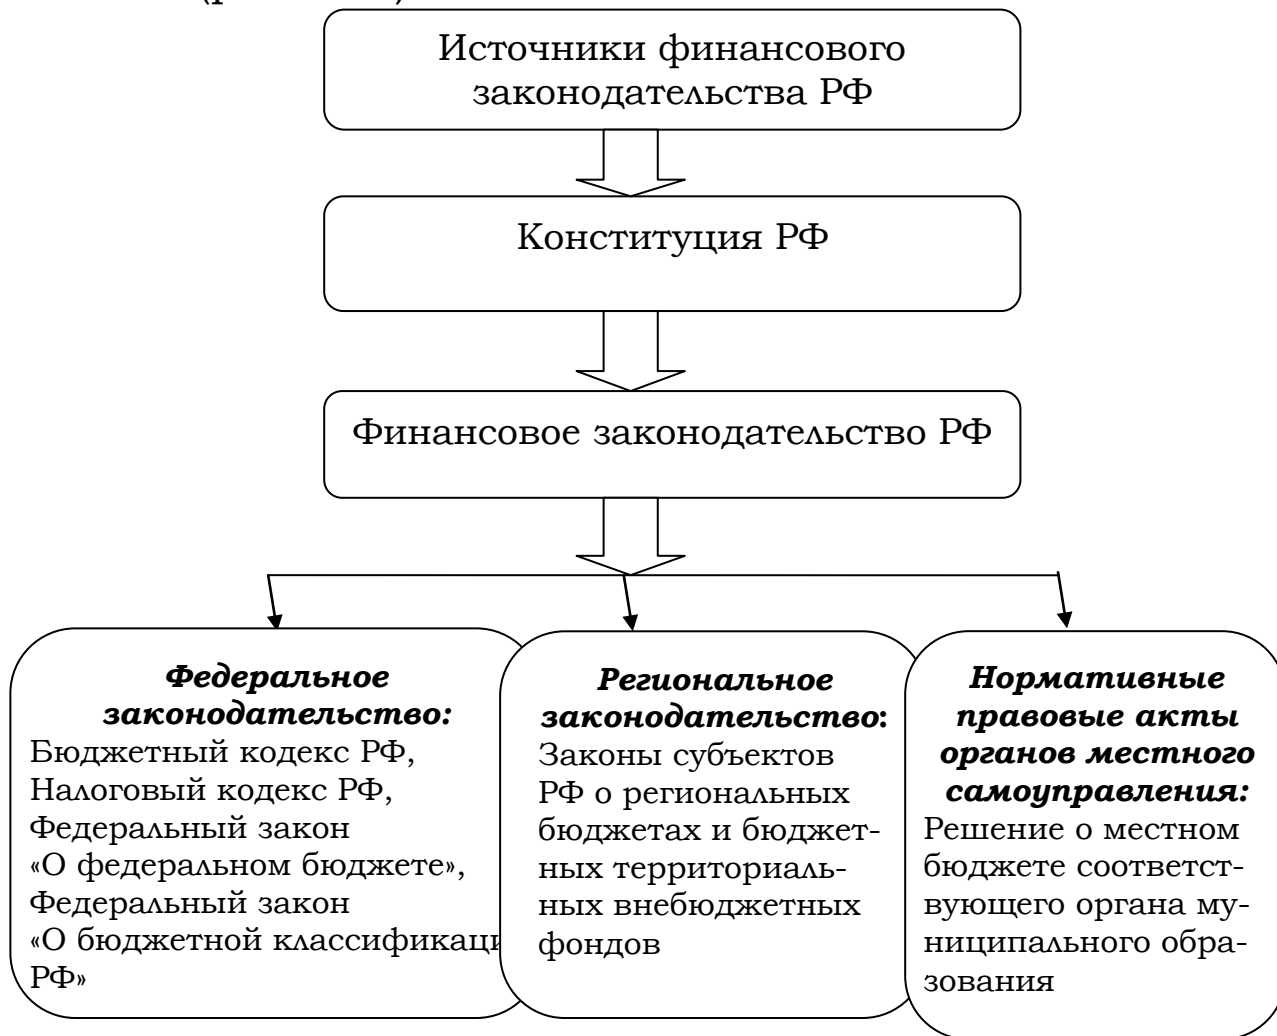 Источники финансового
законодательства РФ
Конституция РФ
Финансовое законодательство РФ
Федеральное
законодательство:
Бюджетный кодекс РФ,
Налоговый кодекс РФ,
Федеральный закон
«О федеральном бюджете»,
Федеральный закон
«О бюджетной классификаци
РФ»
Региональное
законодательство:
Законы субъектов
РФ о региональных
бюджетах и бюджет-
ных территориаль-
ных внебюджетных
фондов
Нормативные
правовые акты
органов местного
самоуправления:
Решение о местном
бюджете соответст-
вующего органа му-
ниципального обра-
зования